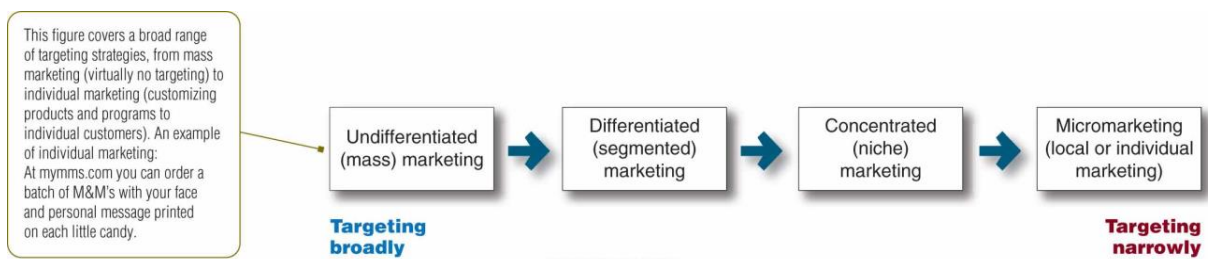 This figure covers a broad range
of targeting strategies, from mass
marketing (virtually no targeting) to
individual marketing (customizing
products and programs to
individual customers). An example
of individual marketing:
At mymms.com you can order a
batch of M&M's with your face
and personal message printed
on each little candy.
Undifferentiated
(mass) marketing
Differentiated
(segmented)
marketing
Concentrated
(niche)
marketing
Micromarketing
(local or individual
marketing)
Targeting
broadly
Targeting
narrowly